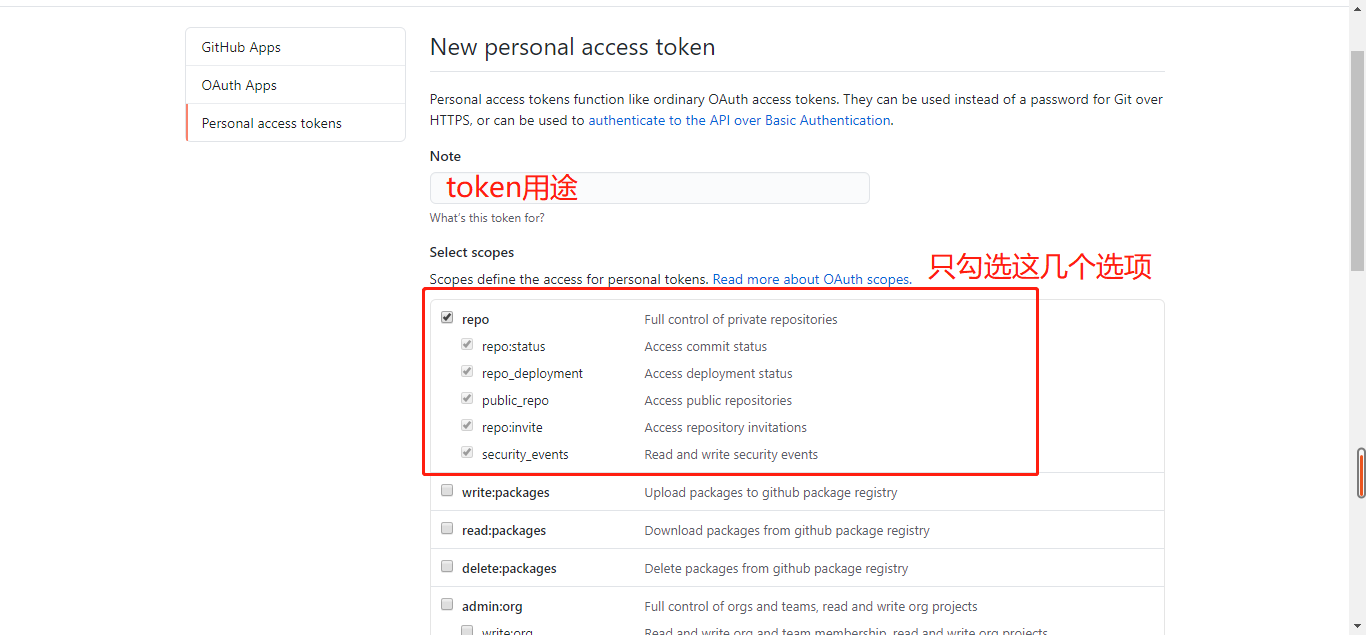 GitHub Apps
OAuth Apps
Personal access tokens
New personal access token
Personal access tokens function like ordinary OAuth access tokens. They can be used instead of a password for Git over
HTTPS, or can be used to authenticate to the API over Basic Authentication.
Note
token用途
What's this token for?
Select scopes
只勾选这几个选项
Scopes define the access for personal tokens. Read more about OAuth scopes.
repo Full control of private repositories
repo:status Access commit status
repo_deployment Access deployment status
public_repo Access public repositories
repo:invite Access repository invitations
security_events Read and write security events
write:packages Upload packages to github package registry
read:packages Download packages from github package registry
delete:packages Delete packages from github package registry
admin:org Full control of orgs and teams, read and write org projects
write:org Read and write org and team membership, read and write org projects